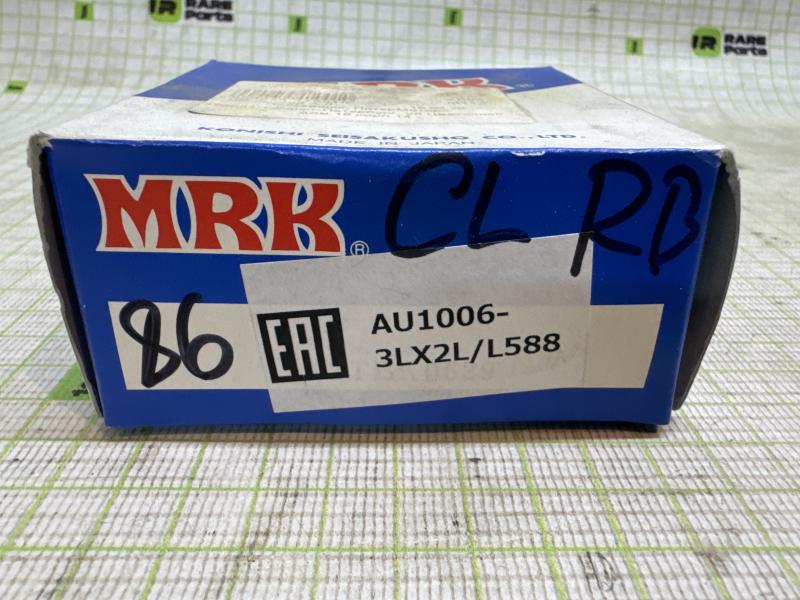 RARE
Parts
RARE
Parts
MRK ®
KONISHI SEISAKUSHO CO.,LTD.
MADE IN JAPAN
MRK ®
CL RB
86
EAC
AU1006-
3LX2L/L588